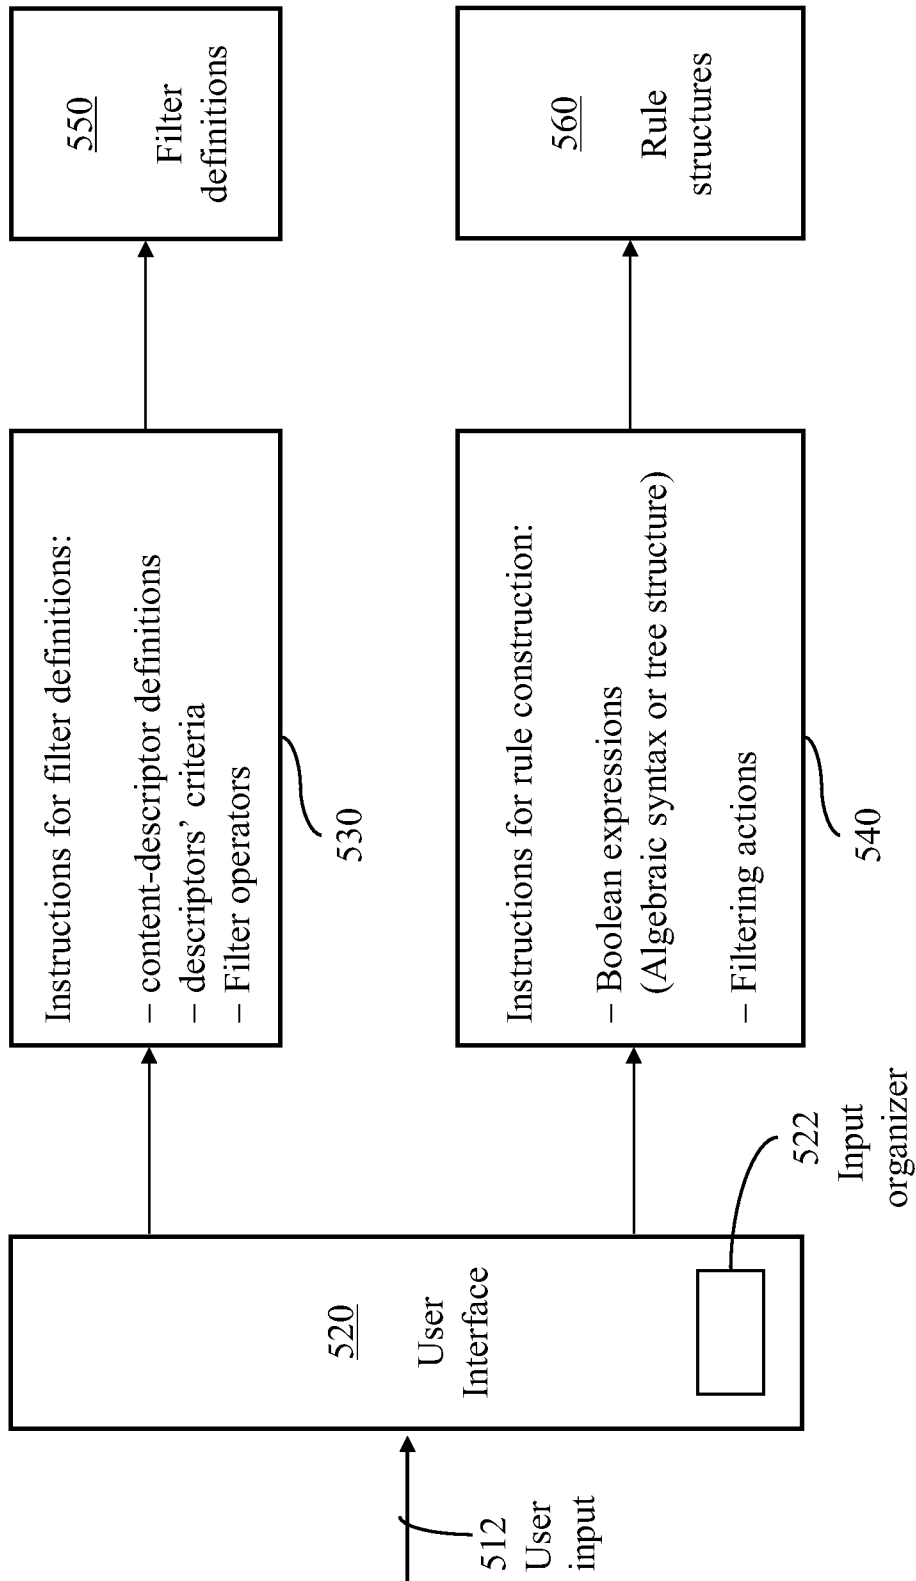 512
User
input
520
User
Interface
522
Input
organizer
Instructions for filter definitions:
– content-descriptor definitions
– descriptors’ criteria
– Filter operators
530
Instructions for rule construction:
– Boolean expressions
(Algebraic syntax or tree structure)
– Filtering actions
540
550
Filter
definitions
560
Rule
structures